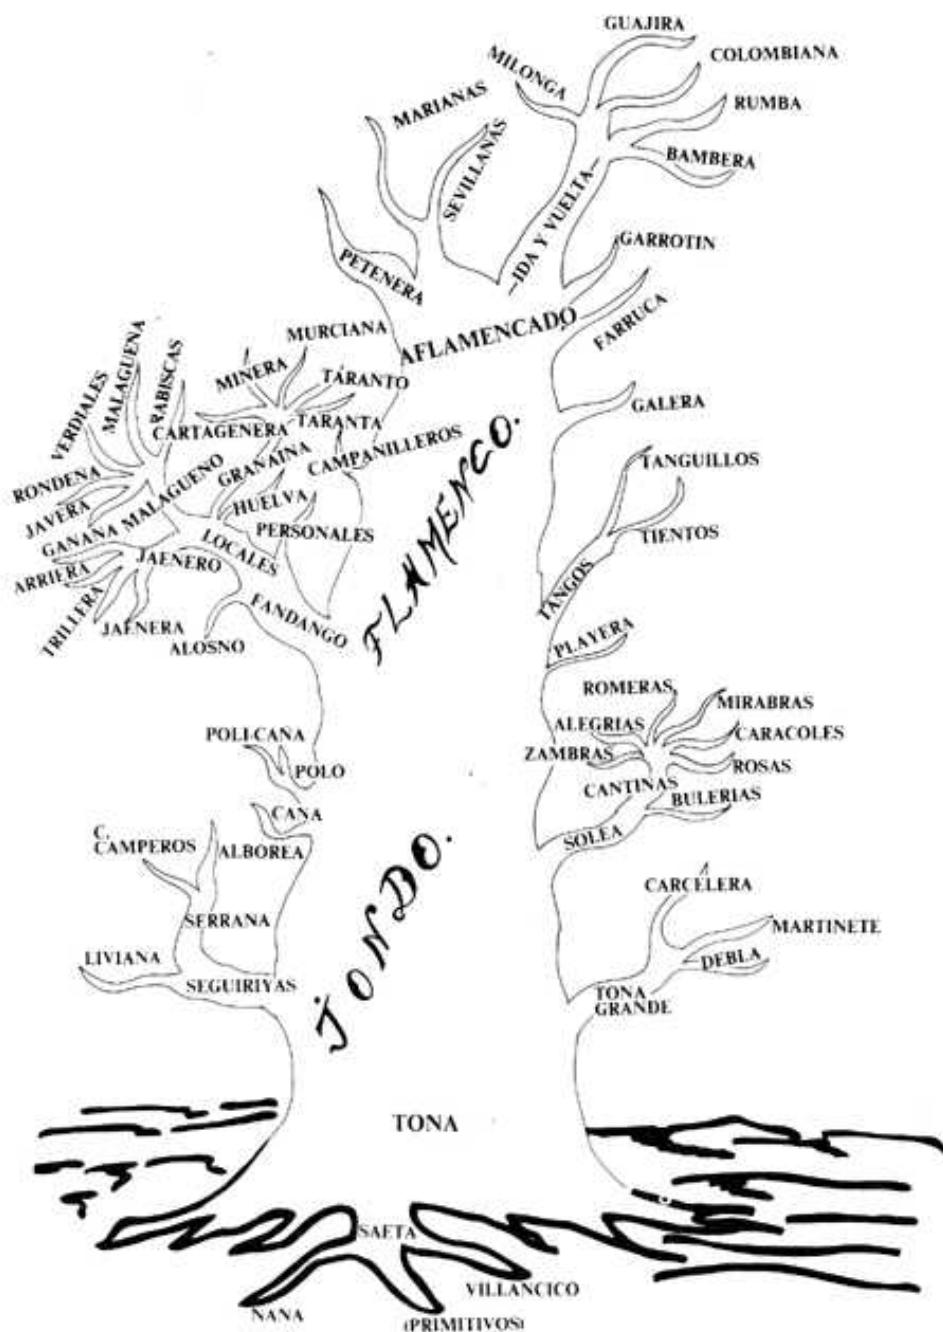 GUAJIRA
MILONGA
COLOMBIANA
MARIANAS
RUMBA
SEVILLANAS
BAMBERA
IDA Y VUELTA
GARROTIN
PETENERA
AFLAMENCADO
FARRUCA
MURCIANA
MINERA
TARANTO
MALAGUENA
RABISCAS
VERDIALES
CARTAGENERA
TARANTA
GALERA
CAMPANILLEROS
GRANAINA
TANGUILLOS
RONDENA
HUELVA
JAVERA
MALAGUENO
PERSONALES
TIENTOS
GANANA
LOCALES
JAENERO
ARRIERA
TANGOS
TRILLERA
FANDANGO
JAENERA
ALOSNO
FLAMENCO.
PLAYERA
ROMERAS
MIRABRAS
ALEGRIAS
CARACOLES
POLI-CAÑA
ZAMBRAS
ROSAS
POLO
CANTINAS
BULERIAS
CANA
SOLEA
C.
CAMPEROS
ALBOREA
JONDO.
CARCELERA
SERRANA
MARTINETE
LIVIANA
DEBLA
SEGUIRIYAS
TONA
GRANDE
TONA
SAETA
VILLANCICO
NANA
(PRIMITIVOS)